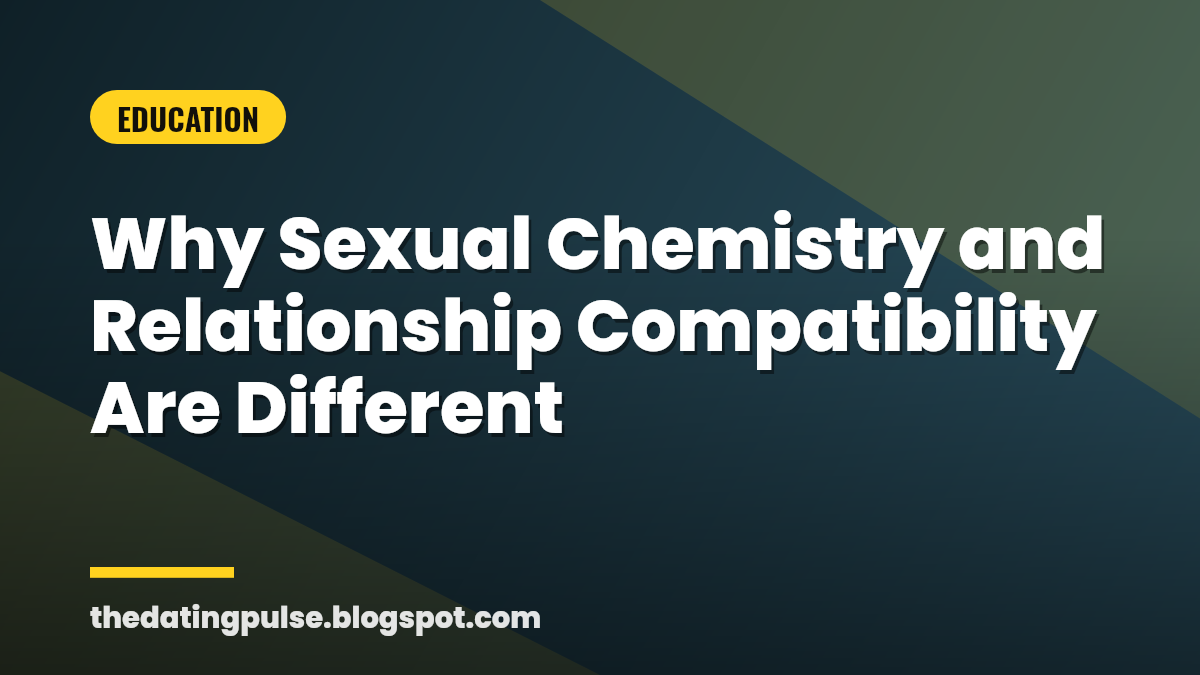 EDUCATION
Why Sexual Chemistry and
Relationship Compatibility
Are Different
thedatingpulse.blogspot.com